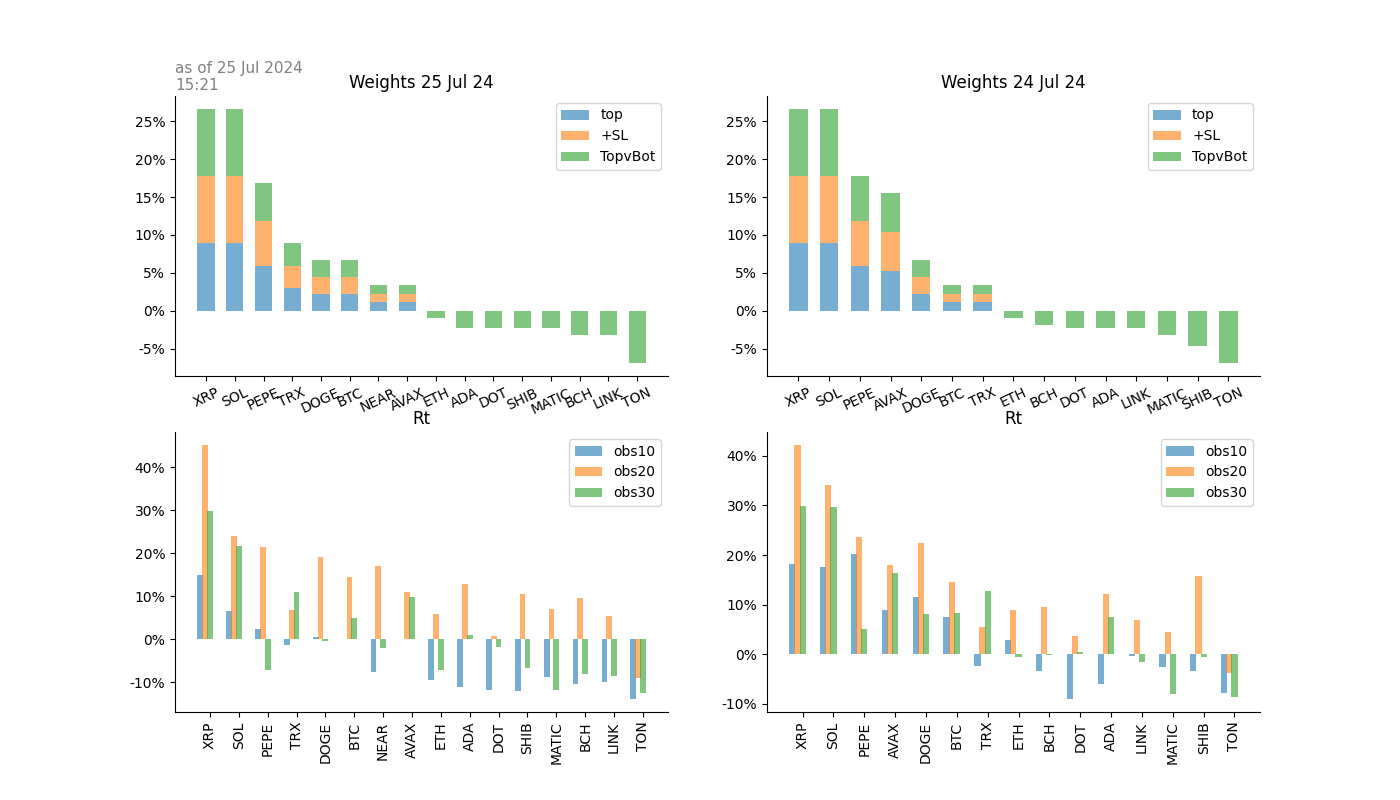 as of 25 Jul 2024
15:21
Weights 25 Jul 24
25%
20%
15%
10%
5%
0%
-5%
top
+SL
TopvBot
XRP SOL PEPE TRX DOGE BTC NEAR AVAX ETH ADA DOT SHIB MATIC BCH LINK TON
Weights 24 Jul 24
25%
20%
15%
10%
5%
0%
-5%
top
+SL
TopvBot
XRP SOL PEPE AVAX DOGE BTC TRX ETH BCH DOT ADA LINK MATIC SHIB TON
Rt
40%
30%
20%
10%
0%
-10%
obs10
obs20
obs30
XRP SOL PEPE TRX DOGE BTC NEAR AVAX ETH ADA DOT SHIB MATIC BCH LINK TON
Rt
40%
30%
20%
10%
0%
-10%
obs10
obs20
obs30
XRP SOL PEPE AVAX DOGE BTC TRX ETH BCH DOT ADA LINK MATIC SHIB TON